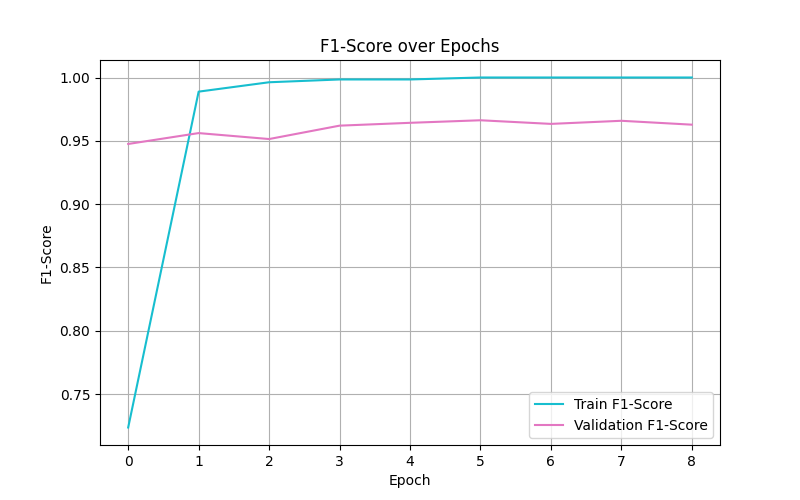 F1-Score over Epochs
1.00
0.95
0.90
0.85
0.80
0.75
F1-Score
0 1 2 3 4 5 6 7 8
Epoch
Train F1-Score
Validation F1-Score